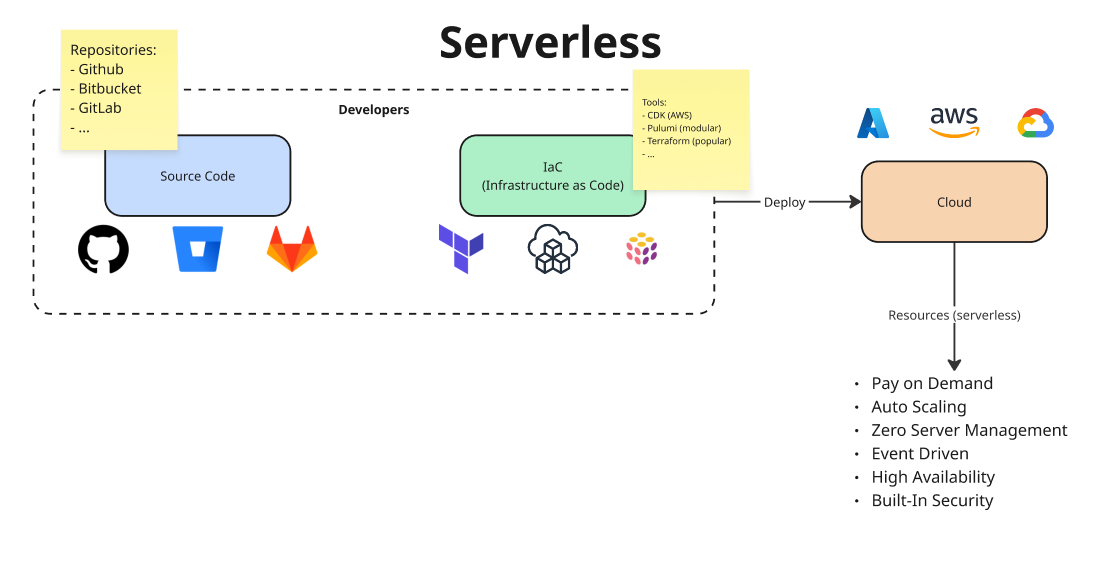 Serverless
Repositories:
- Github
- Bitbucket
- GitLab
- ...
Developers
Tools:
- CDK (AWS)
- Pulumi (modular)
- Terraform (popular)
- ...
Source Code
IaC
(Infrastructure as Code)
Deploy
aws
Cloud
Resources (serverless)
• Pay on Demand
• Auto Scaling
• Zero Server Management
• Event Driven
• High Availability
• Built-In Security